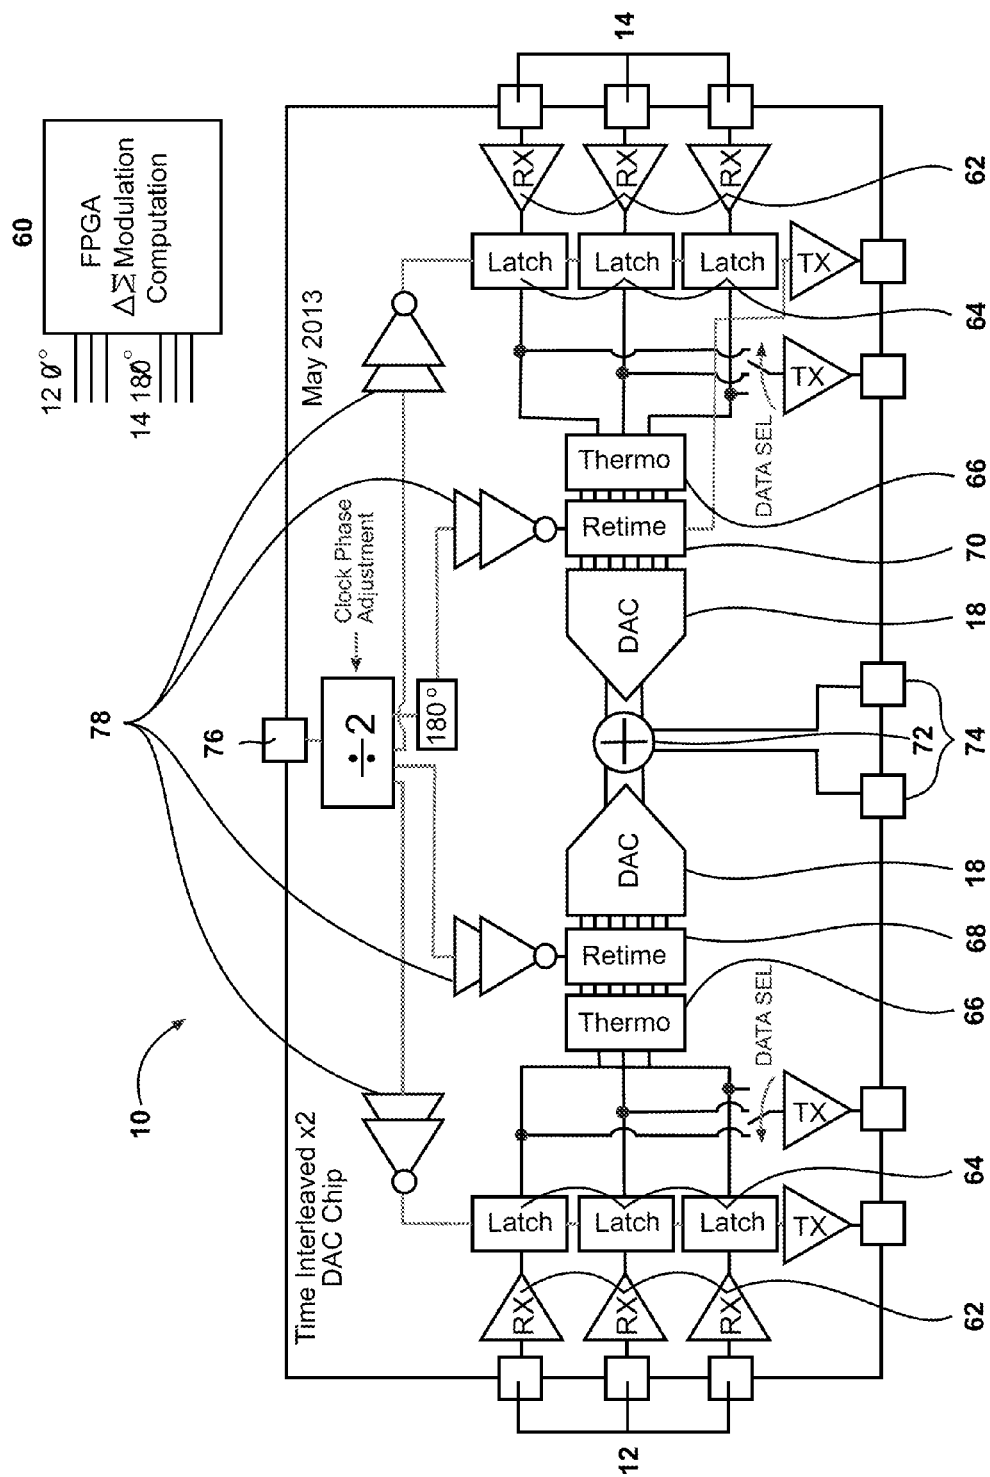 60
FPGA
ΔΣ Modulation
Computation
12 0°
14 180°
14
RX
RX
RX
62
Latch
Latch
Latch
64
TX
TX
May 2013
DATA SEL
Thermo
66
Retime
70
Clock Phase
Adjustment
DAC
18
78
76
÷2
180°
72
74
DAC
18
Retime
68
Thermo
66
DATA SEL
10
Time Interleaved x2
DAC Chip
TX
TX
Latch
Latch
Latch
64
RX
RX
RX
62
12